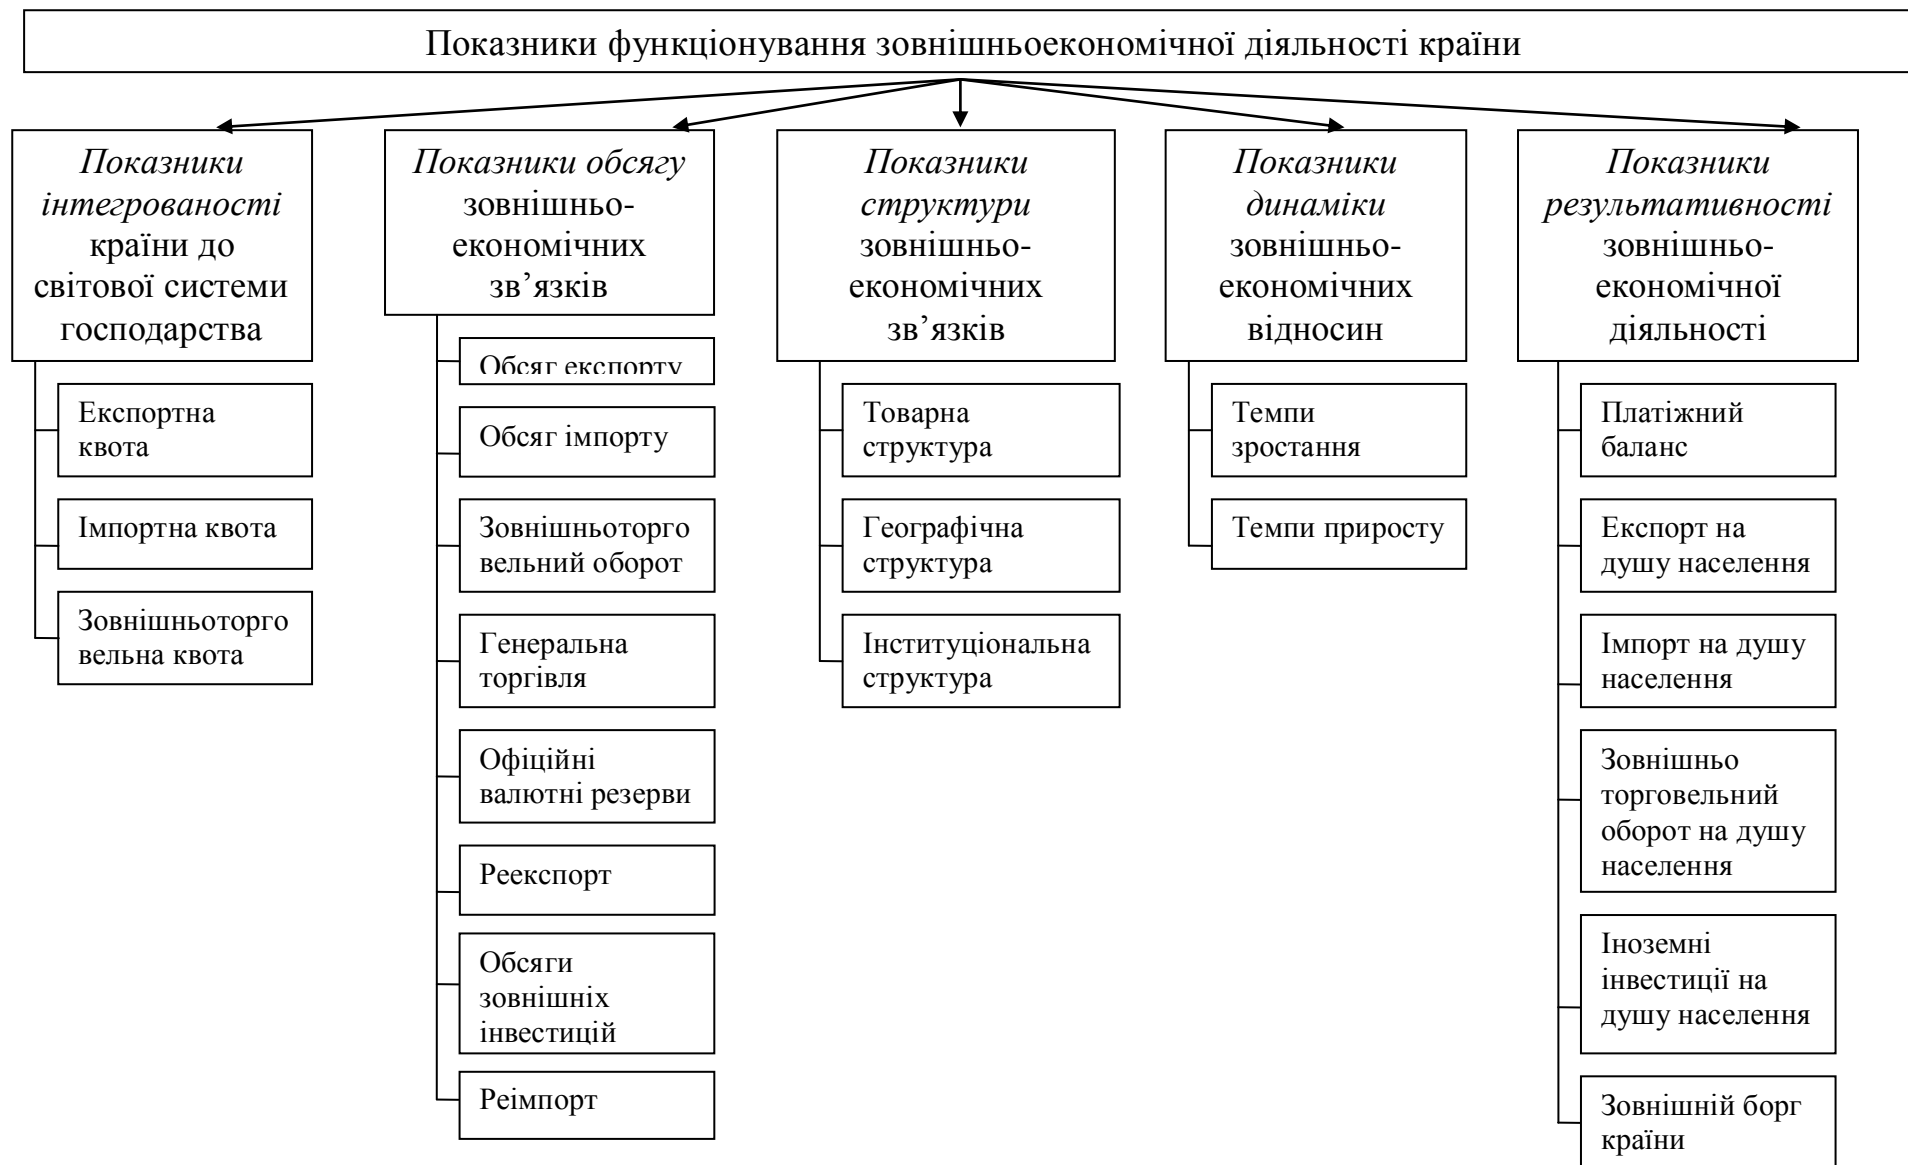 Показники функціонування зовнішньоекономічної діяльності країни
Показники
інтегрованості
країни до
світової системи
господарства
Експортна
квота
Імпортна квота
Зовнішньоторго
вельна квота
Показники обсягу
зовнішньо-
економічних
зв’язків
Обсяг експорту
Обсяг імпорту
Зовнішньоторго
вельний оборот
Генеральна
торгівля
Офіційні
валютні резерви
Реекспорт
Обсяги
зовнішніх
інвестицій
Реімпорт
Показники
структури
зовнішньо-
економічних
зв’язків
Товарна
структура
Географічна
структура
Інституціональна
структура
Показники
динаміки
зовнішньо-
економічних
відносин
Темпи
зростання
Темпи приросту
Показники
результативності
зовнішньо-
економічної
діяльності
Платіжний
баланс
Експорт на
душу населення
Імпорт на душу
населення
Зовнішньо
торговельний
оборот на душу
населення
Іноземні
інвестиції на
душу населення
Зовнішній борг
країни